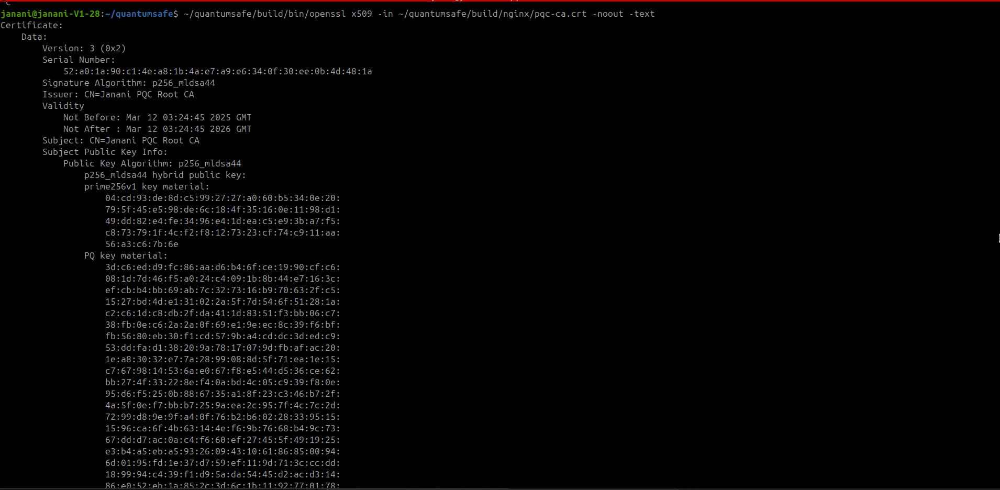 janani@janani-V1-28:~/quantumsafe$ ~/quantumsafe/build/bin/openssl x509 -in ~/quantumsafe/build/nginx/pqc-ca.crt -noout -text
Certificate:
    Data:
        Version: 3 (0x2)
        Serial Number:
            52:a0:1a:90:c1:4e:a8:1b:4a:e7:a9:e6:34:0f:30:ee:0b:4d:48:1a
        Signature Algorithm: p256_mldsa44
        Issuer: CN=Janani PQC Root CA
        Validity
            Not Before: Mar 12 03:24:45 2025 GMT
            Not After : Mar 12 03:24:45 2026 GMT
        Subject: CN=Janani PQC Root CA
        Subject Public Key Info:
            Public Key Algorithm: p256_mldsa44
                p256_mldsa44 hybrid public key:
                prime256v1 key material:
                    04:cd:93:de:8d:c5:99:27:27:a0:60:b5:34:0e:20:
                    79:5f:45:e5:98:de:6c:18:4f:35:16:0e:11:98:d1:
                    49:dd:82:e4:fe:34:96:e4:1d:ea:c5:e9:3b:a7:f5:
                    c8:73:79:1f:4c:f2:f8:12:73:23:cf:74:c9:11:aa:
                    56:a3:c6:7b:6e
                PQ key material:
                    3d:c6:ed:d9:fc:86:aa:d6:b4:6f:ce:19:90:cf:c6:
                    08:1d:7d:46:f5:a0:24:c4:09:1b:8b:44:e7:16:3c:
                    ef:cb:b4:bb:69:ab:7c:32:73:16:b9:70:63:2f:c5:
                    15:27:bd:4d:e1:31:02:2a:5f:7d:54:6f:51:28:1a:
                    c2:c6:1d:c8:db:2f:da:41:1d:83:51:f3:bb:06:c7:
                    38:fb:0e:c6:2a:2a:0f:69:e1:9e:ec:8c:39:f6:bf:
                    fb:56:80:eb:30:f1:cd:57:9b:a4:cd:dc:3d:ed:c9:
                    53:dd:fa:d1:38:20:9a:78:17:07:9d:fb:af:ac:20:
                    1e:a8:30:32:e7:7a:28:99:08:8d:5f:71:ea:1e:15:
                    c7:67:98:14:53:6a:e0:67:f8:e5:44:d5:36:ce:62:
                    bb:27:4f:33:22:8e:f4:0a:bd:4c:05:c9:39:f8:0e:
                    95:d6:f5:25:0b:88:67:35:a1:8f:23:c3:46:b7:2f:
                    4a:5f:0e:f7:bb:b7:25:9a:ea:2c:95:7f:4c:7c:2d:
                    72:99:d8:9e:9f:a4:0f:76:b2:b6:02:28:33:95:15:
                    15:96:ca:6f:4b:63:14:4e:f6:9b:76:68:b4:9c:73:
                    67:dd:d7:ac:0a:c4:f6:60:ef:27:45:5f:49:19:25:
                    e3:b4:a5:eb:a5:93:26:09:43:10:61:86:85:00:94:
                    6d:01:95:fd:1e:37:d7:59:ef:11:9d:71:3c:cc:dd:
                    18:99:94:c4:39:f1:d9:5a:da:54:45:d2:ac:d3:14:
                    86:e0:52:eb:1a:85:2c:3d:6c:1b:11:92:77:01:78: